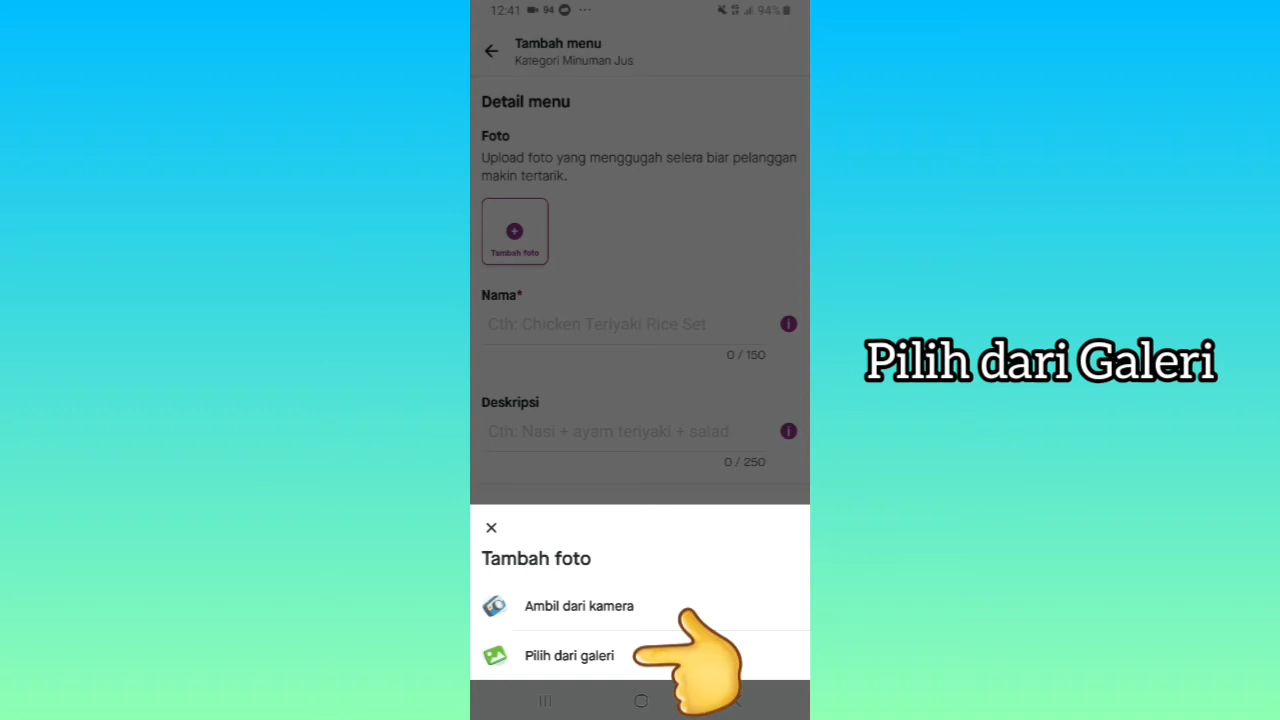 12:41 94 ... 94%
Tambah menu
Kategori Minuman Jus
Detail menu
Foto
Upload foto yang menggugah selera biar pelanggan
makin tertarik.
Tambah foto
Nama*
Cth: Chicken Teriyaki Rice Set
0 / 150
Deskripsi
Cth: Nasi + ayam teriyaki + salad
0 / 250
Tambah foto
Ambil dari kamera
Pilih dari galeri
Pilih dari Galeri